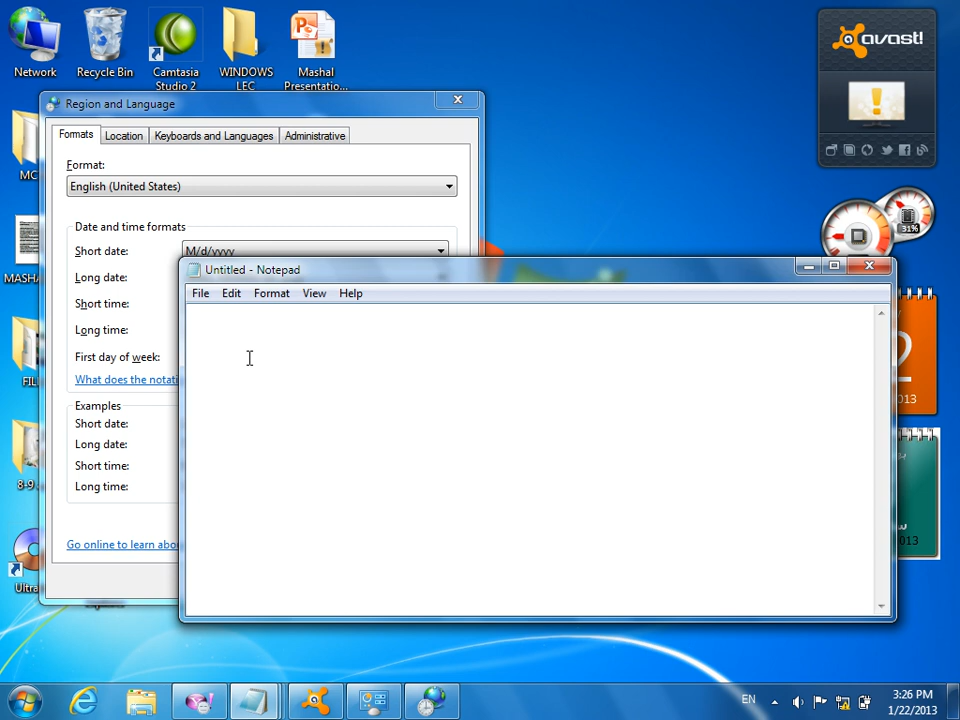 Network
Recycle Bin
Camtasia
Studio 2
WINDOWS
LEC
Mashal
Presentatio...
avast!
Region and Language
Formats
Location
Keyboards and Languages
Administrative
Format:
English (United States)
Date and time formats
Short date:
M/d/yyyy
Long date:
Short time:
Long time:
First day of week:
What does the notati
Examples
Short date:
Long date:
Short time:
Long time:
Go online to learn abou
Untitled - Notepad
File
Edit
Format
View
Help
31%
MC
MASHA
FIL
8-9
Ultra
2
2013
EN
3:26 PM
1/22/2013